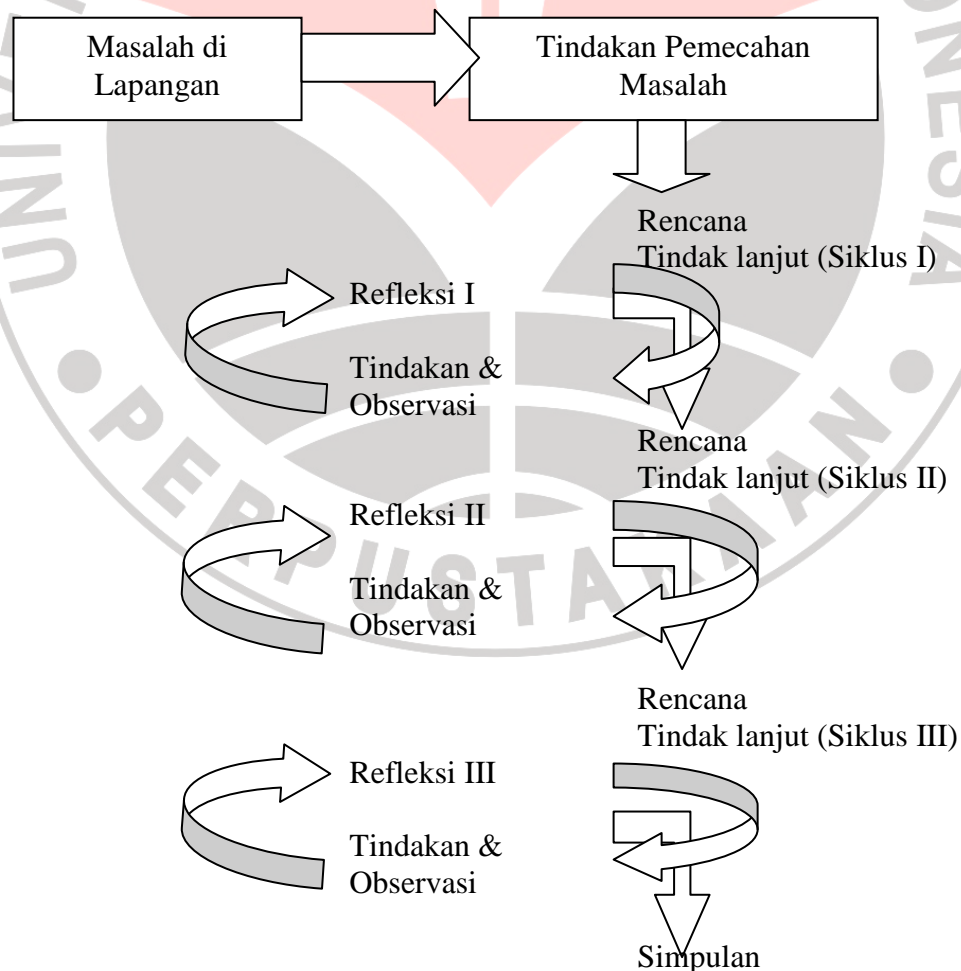 Masalah di
Lapangan
Tindakan Pemecahan
Masalah
Rencana
Tindak lanjut (Siklus I)
Refleksi I
Tindakan &
Observasi
Rencana
Tindak lanjut (Siklus II)
Refleksi II
Tindakan &
Observasi
Rencana
Tindak lanjut (Siklus III)
Refleksi III
Tindakan &
Observasi
Simpulan
PERPUSTAKAAN